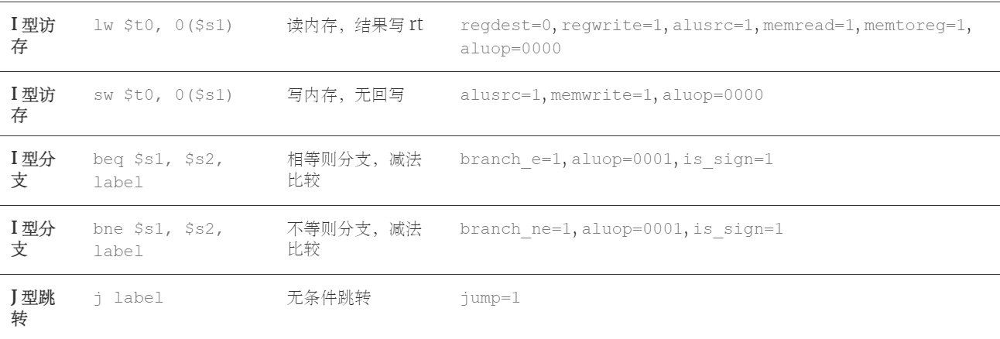 I 型访存 lw $t0, 0($s1) 读内存，结果写 rt regdest=0, regwrite=1, alusrc=1, memread=1, memtoreg=1, aluop=0000
I 型访存 sw $t0, 0($s1) 写内存，无回写 alusrc=1, memwrite=1, aluop=0000
I 型分支 beq $s1, $s2, label 相等则分支，减法比较 branch_e=1, aluop=0001, is_sign=1
I 型分支 bne $s1, $s2, label 不等则分支，减法比较 branch_ne=1, aluop=0001, is_sign=1
J 型跳转 j label 无条件跳转 jump=1